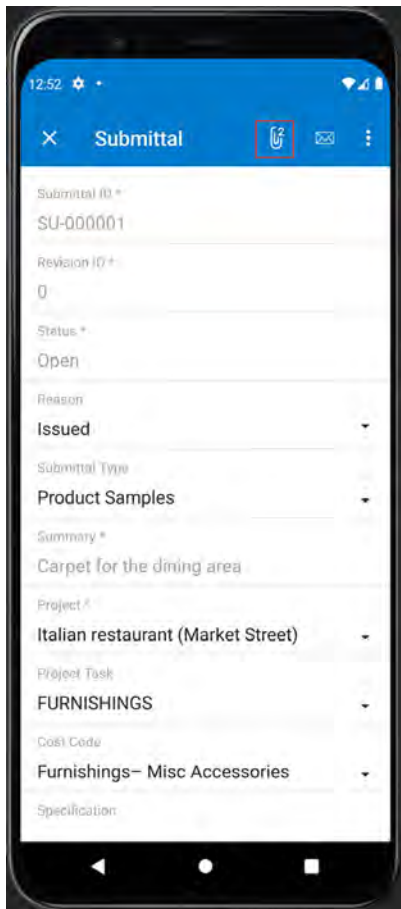 12:52
Submittal
2
Submittal ID *
SU-000001
Revision ID *
0
Status *
Open
Reason
Issued
Submittal Type
Product Samples
Summary *
Carpet for the dining area
Project *
Italian restaurant (Market Street)
Project Task
FURNISHINGS
Cost Code
Furnishings– Misc Accessories
Specification